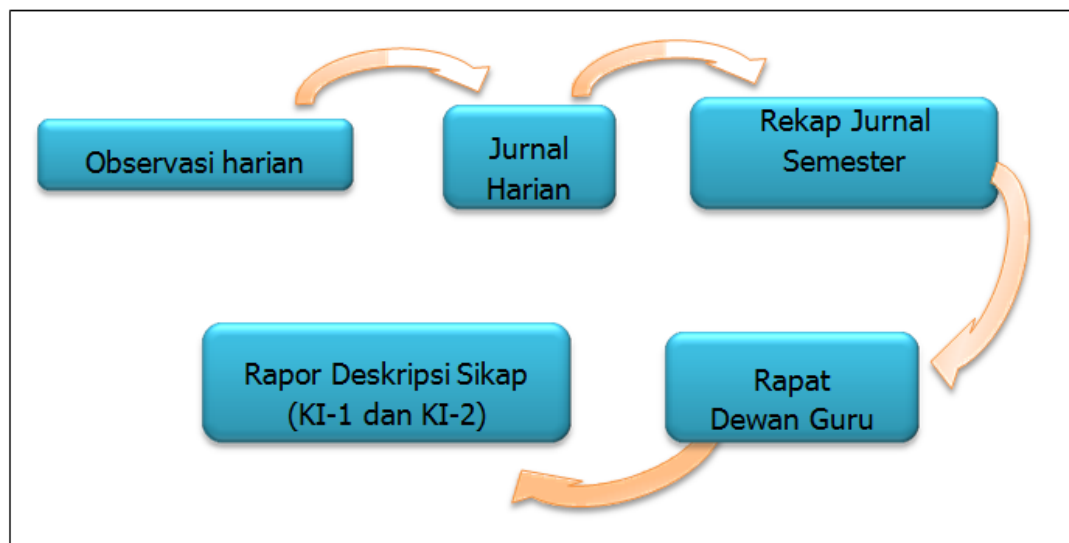 Observasi harian
Jurnal
Harian
Rekap Jurnal
Semester
Rapat
Dewan Guru
Rapor Deskripsi Sikap
(KI-1 dan KI-2)